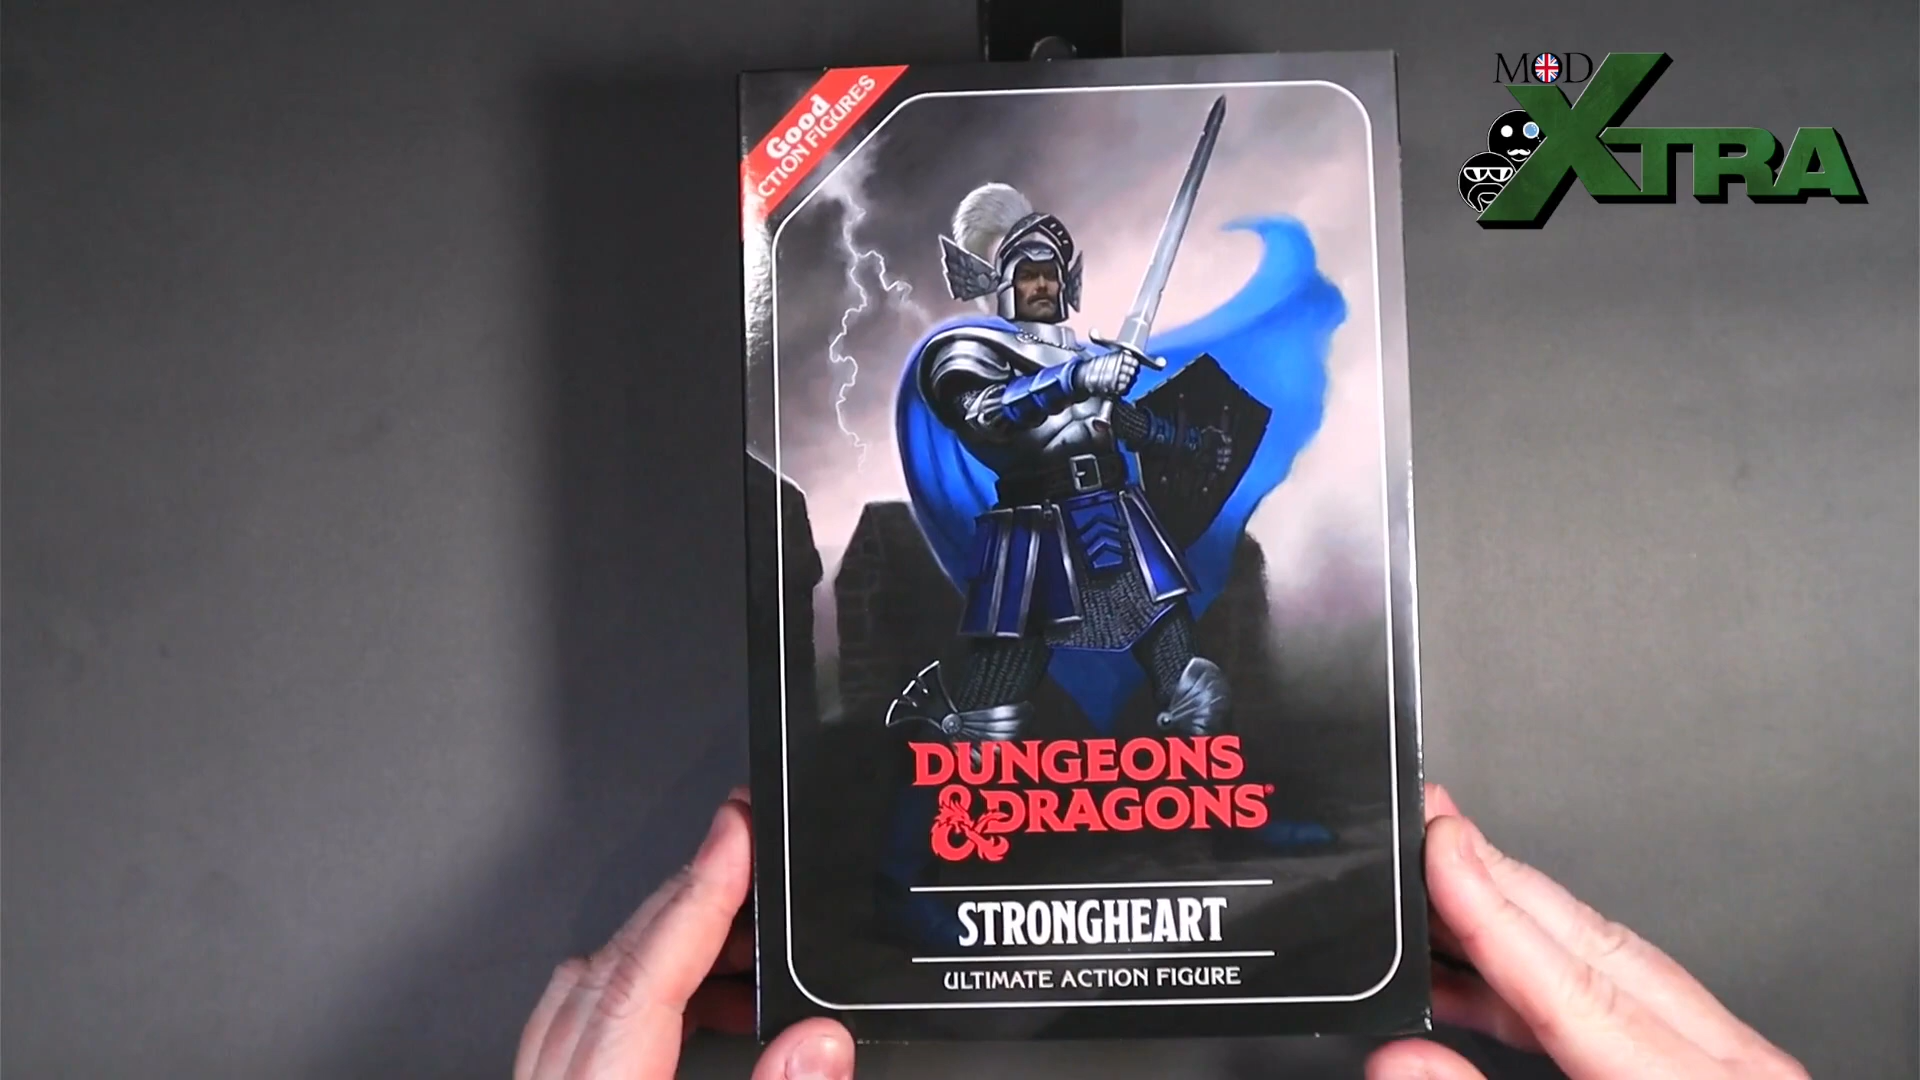 Good
ACTION FIGURES
MOD
XTRA
DUNGEONS
& DRAGONS®
STRONGHEART
ULTIMATE ACTION FIGURE